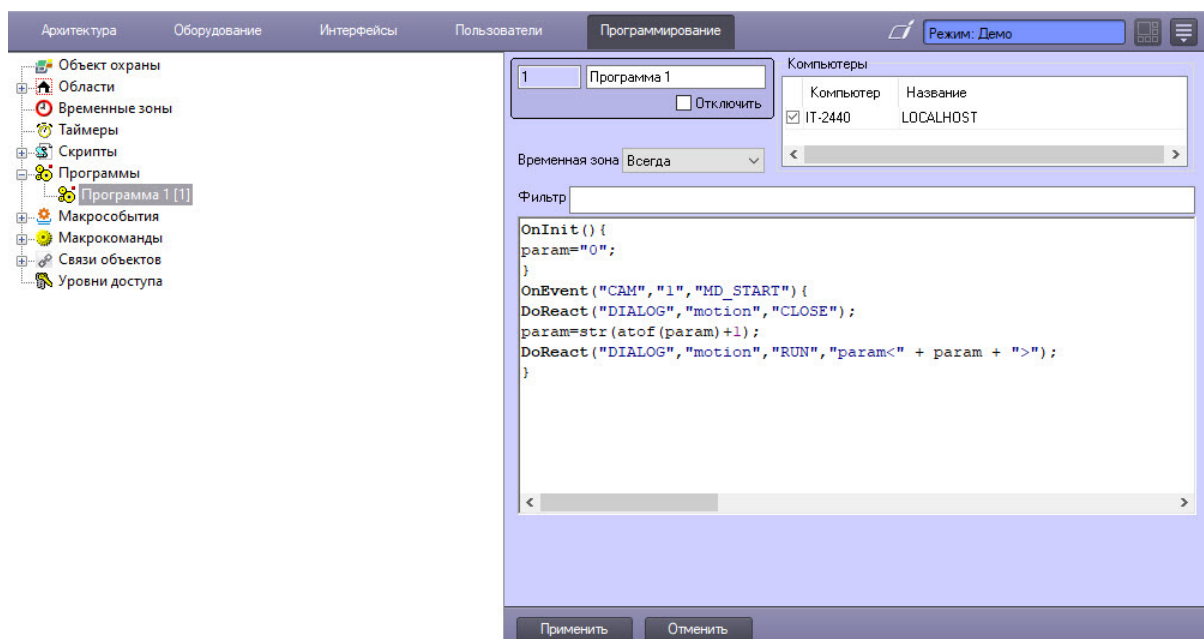 Архитектура Оборудование Интерфейсы Пользователи Программирование Режим: Демо
Объект охраны
Области
Временные зоны
Таймеры
Скрипты
Программы
Программа 1 [1]
Макрособытия
Макрокоманды
Связи объектов
Уровни доступа
1 Программа 1
Отключить
Компьютеры
Компьютер Название
IT-2440 LOCALHOST
Временная зона Всегда
Фильтр
OnInit(){
param="0";
}
OnEvent("CAM","1","MD_START"){
DoReact("DIALOG","motion","CLOSE");
param=str(atof(param)+1);
DoReact("DIALOG","motion","RUN","param<" + param + ">");
}
Применить Отменить